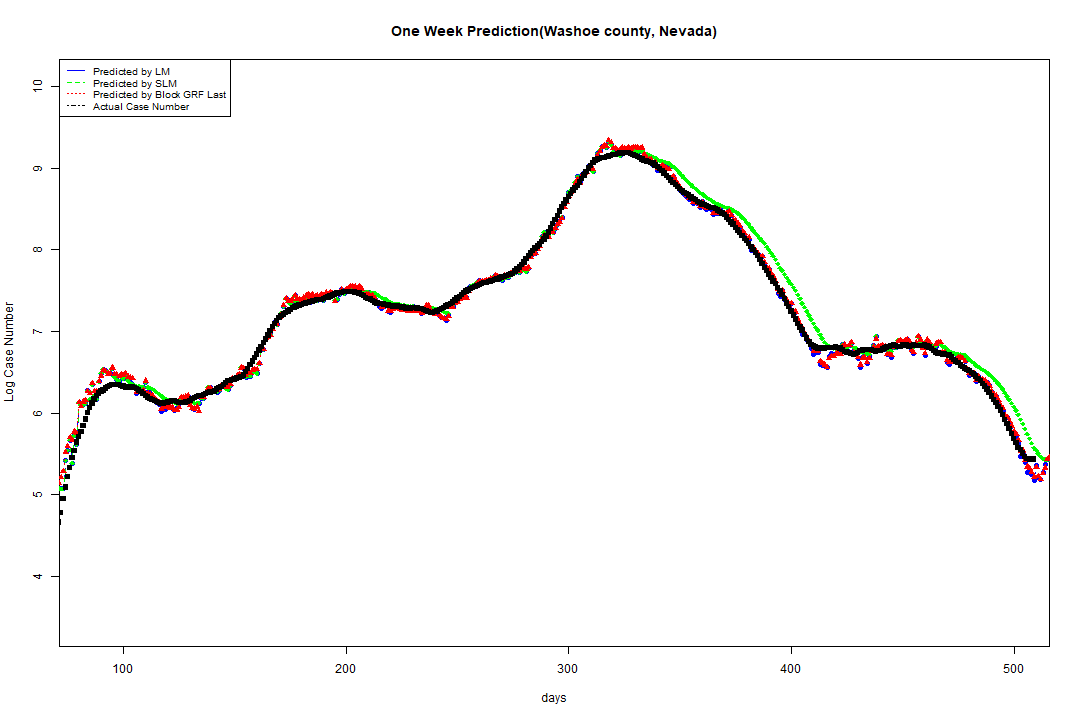 One Week Prediction(Washoe county, Nevada)
Predicted by LM
Predicted by SLM
Predicted by Block GRF Last
Actual Case Number
10
9
8
7
6
5
4
Log Case Number
100 200 300 400 500
days